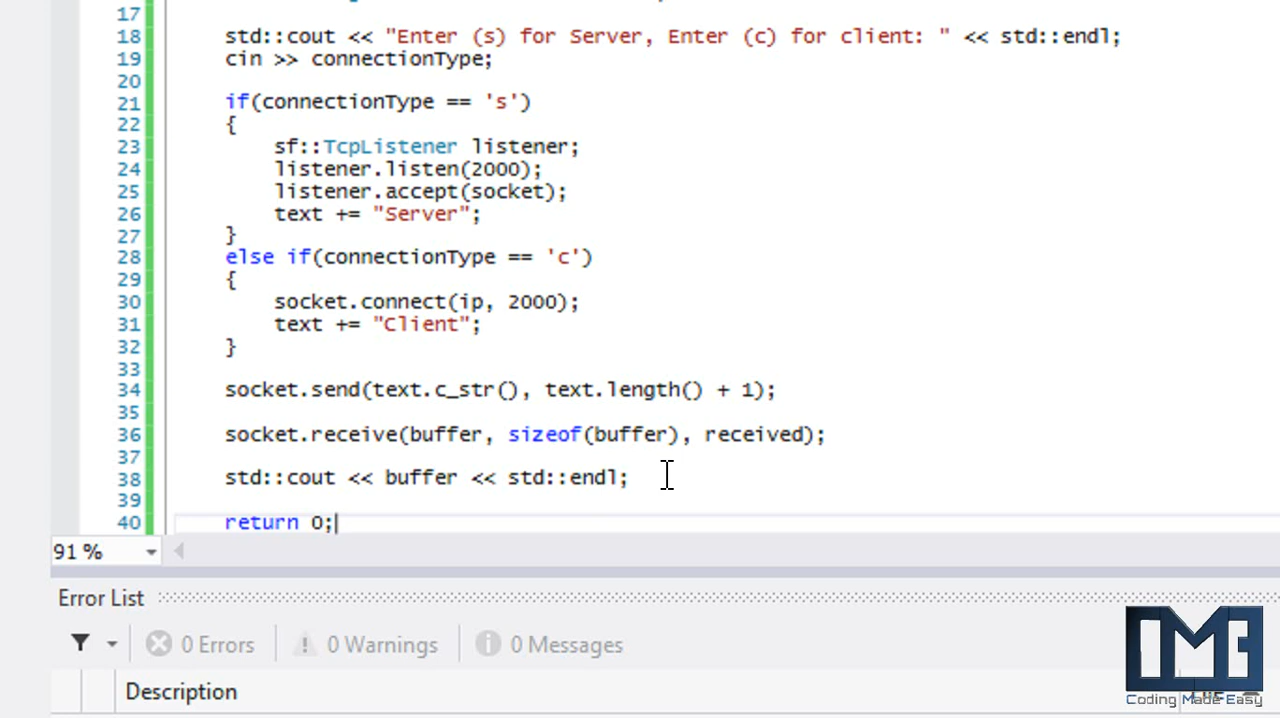 17
18 std::cout << "Enter (s) for Server, Enter (c) for client: " << std::endl;
19 cin >> connectionType;
20
21 if(connectionType == 's')
22 {
23 sf::TcpListener listener;
24 listener.listen(2000);
25 listener.accept(socket);
26 text += "Server";
27 }
28 else if(connectionType == 'c')
29 {
30 socket.connect(ip, 2000);
31 text += "Client";
32 }
33
34 socket.send(text.c_str(), text.length() + 1);
35
36 socket.receive(buffer, sizeof(buffer), received);
37
38 std::cout << buffer << std::endl;
39
40 return 0;
91 %
Error List
0 Errors 0 Warnings 0 Messages
Description
CME
Coding Made Easy